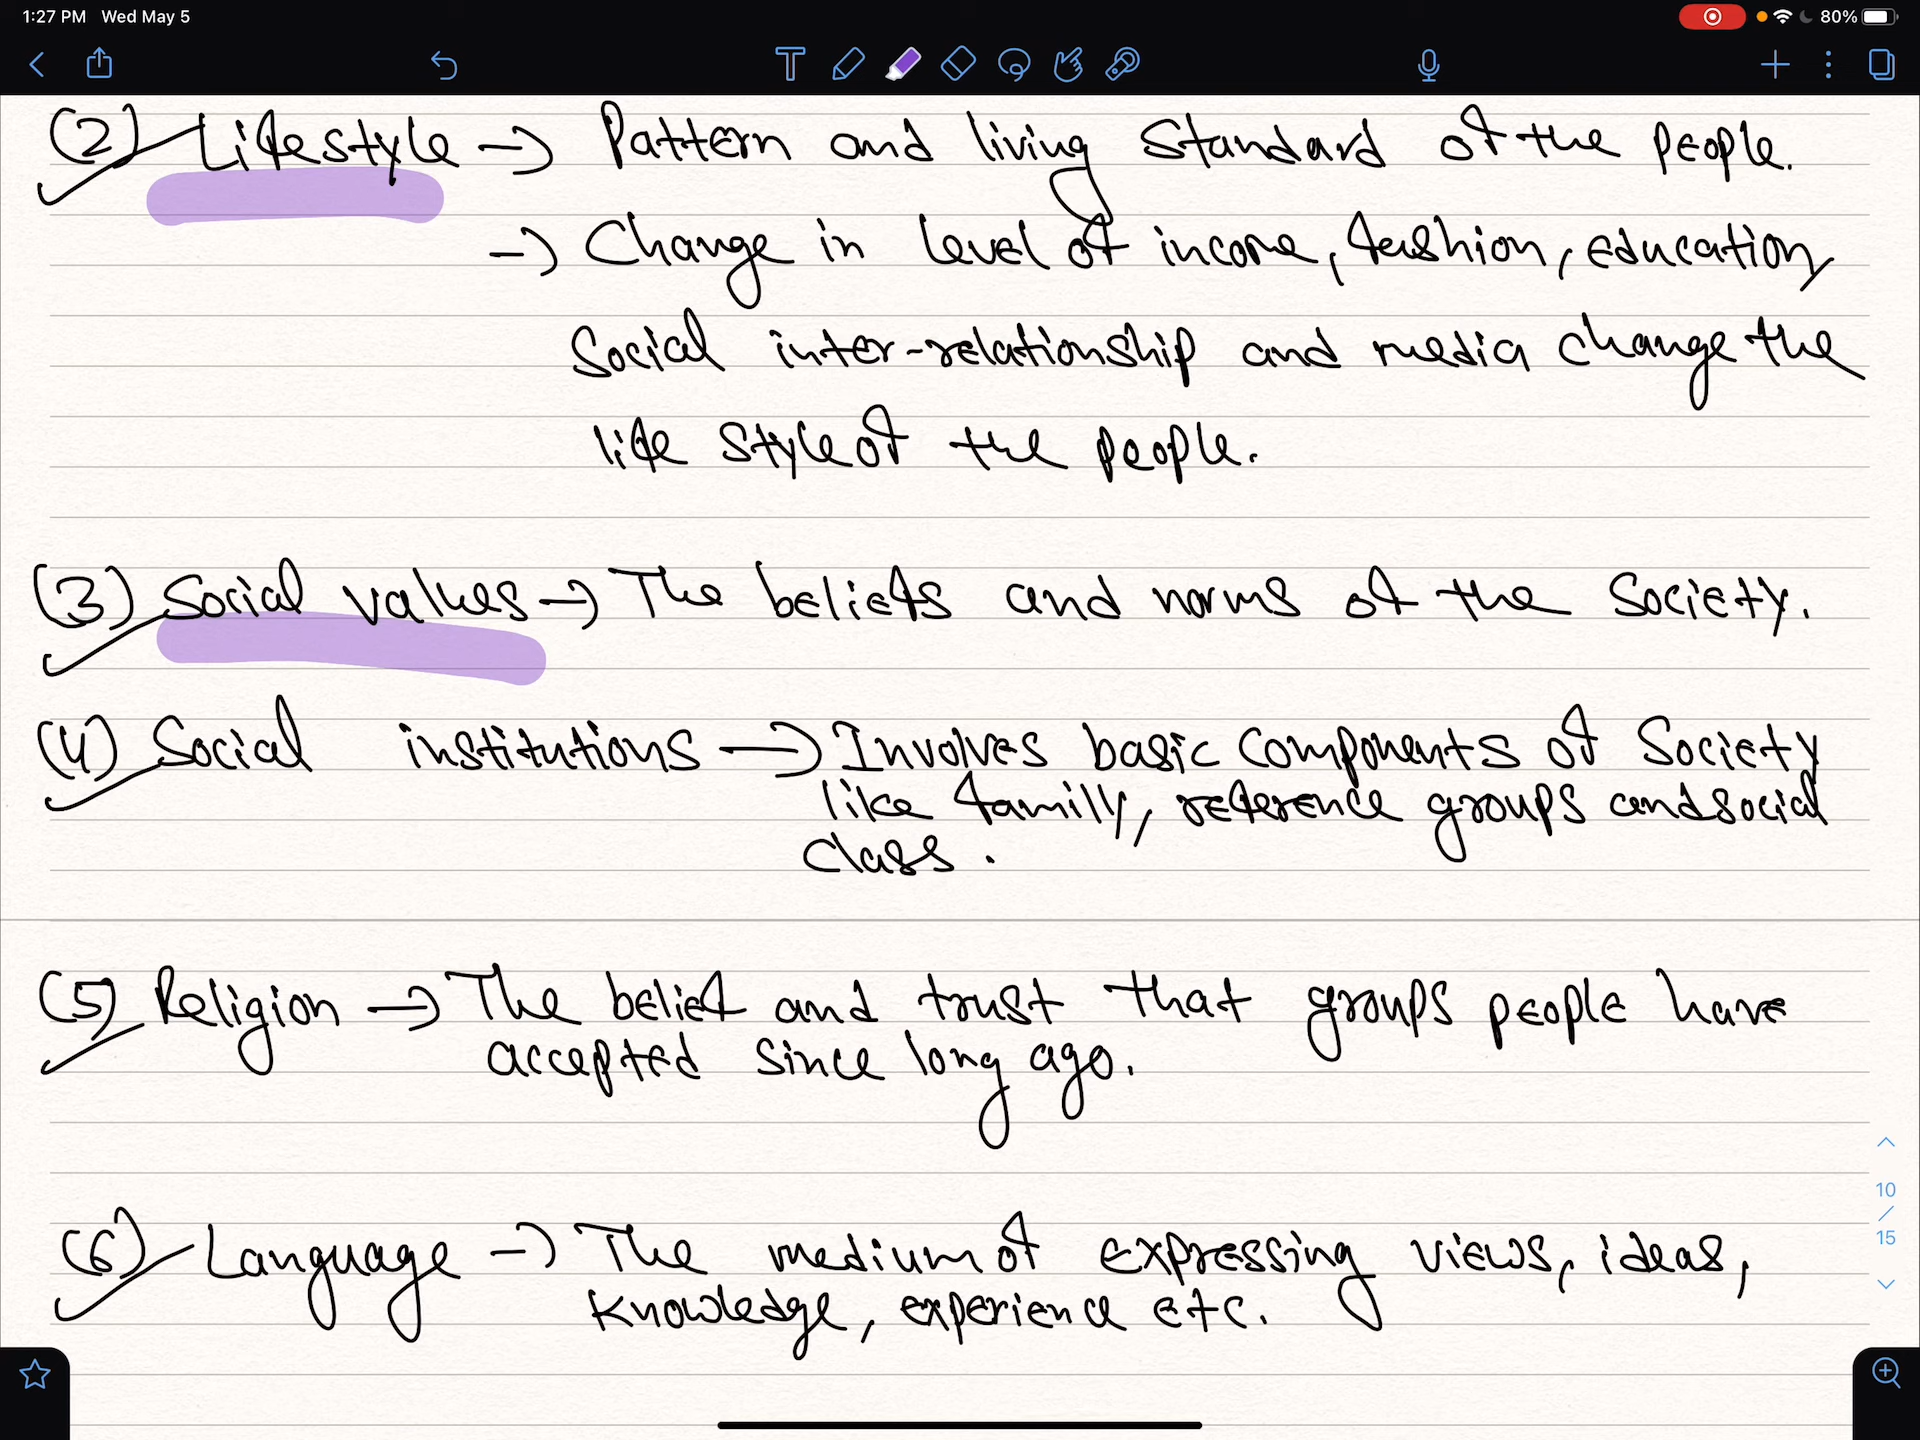 1:27 PM Wed May 5
80%
(2) Lifestyle → Pattern and living standard of the people.
→ Change in level of income, fashion, education,
Social inter-relationship and media change the
life style of the people.
(3) Social values → The beliefs and norms of the Society.
(4) Social institutions → Involves basic components of Society
like familly, reference groups and social
class.
(5) Religion → The belief and trust that groups people have
accepted since long ago.
10
/
15
(6) Language → The medium of expressing views, ideas,
knowledge, experience etc.